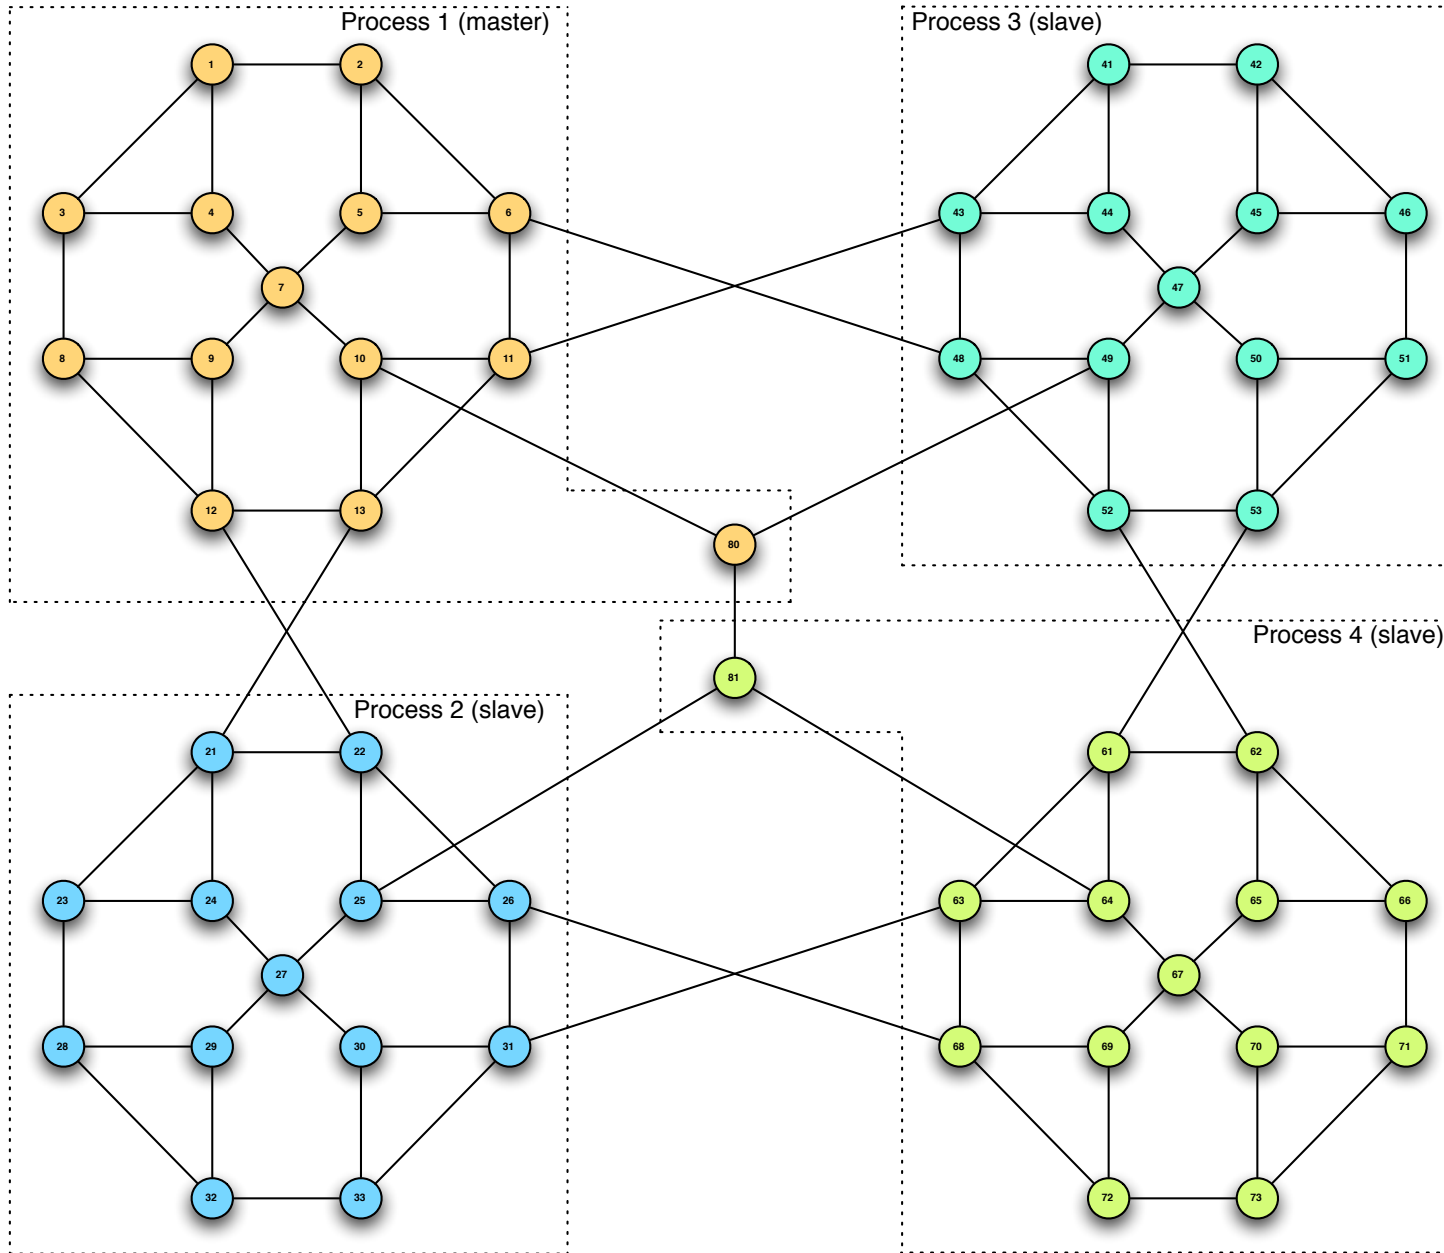 Process 1 (master)
Process 3 (slave)
1 2
41 42
3 4 5 6
43 44 45 46
7
47
8 9 10 11
48 49 50 51
12 13
52 53
80
Process 4 (slave)
81
Process 2 (slave)
21 22
61 62
23 24 25 26
63 64 65 66
27
67
28 29 30 31
68 69 70 71
32 33
72 73